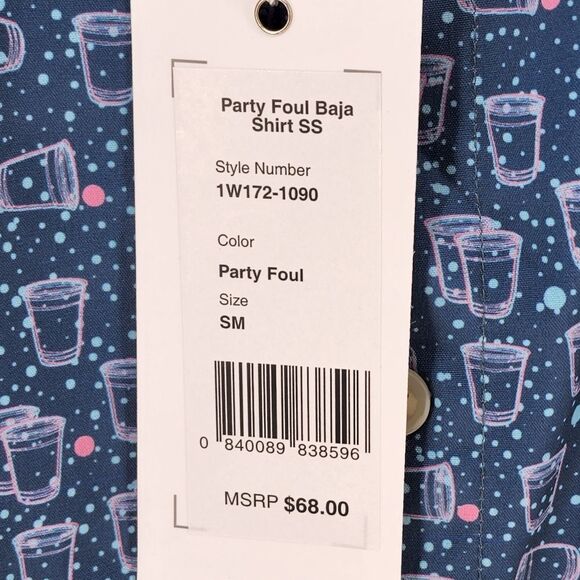 Party Foul Baja
Shirt SS
Style Number
1W172-1090
Color
Party Foul
Size
SM
0 840089 838596
MSRP $68.00